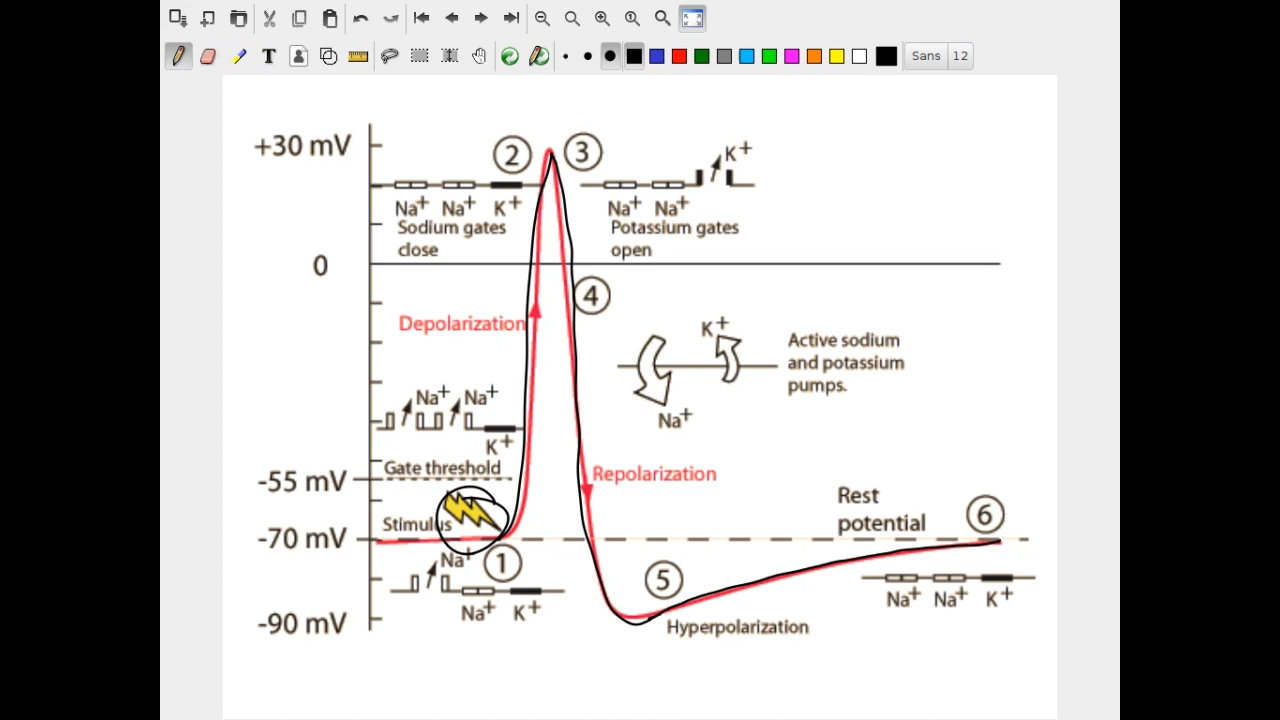 Sans 12
+30 mV
2
3
K+
Na+ Na+ K+
Na+ Na+
Sodium gates
close
Potassium gates
open
0
4
Depolarization
K+
Na+
Active sodium
and potassium
pumps.
Na+ Na+
K+
Gate threshold
-55 mV
Repolarization
Stimulus
Rest
potential
6
-70 mV
Na+
1
Na+ K+
5
Na+ Na+ K+
-90 mV
Hyperpolarization